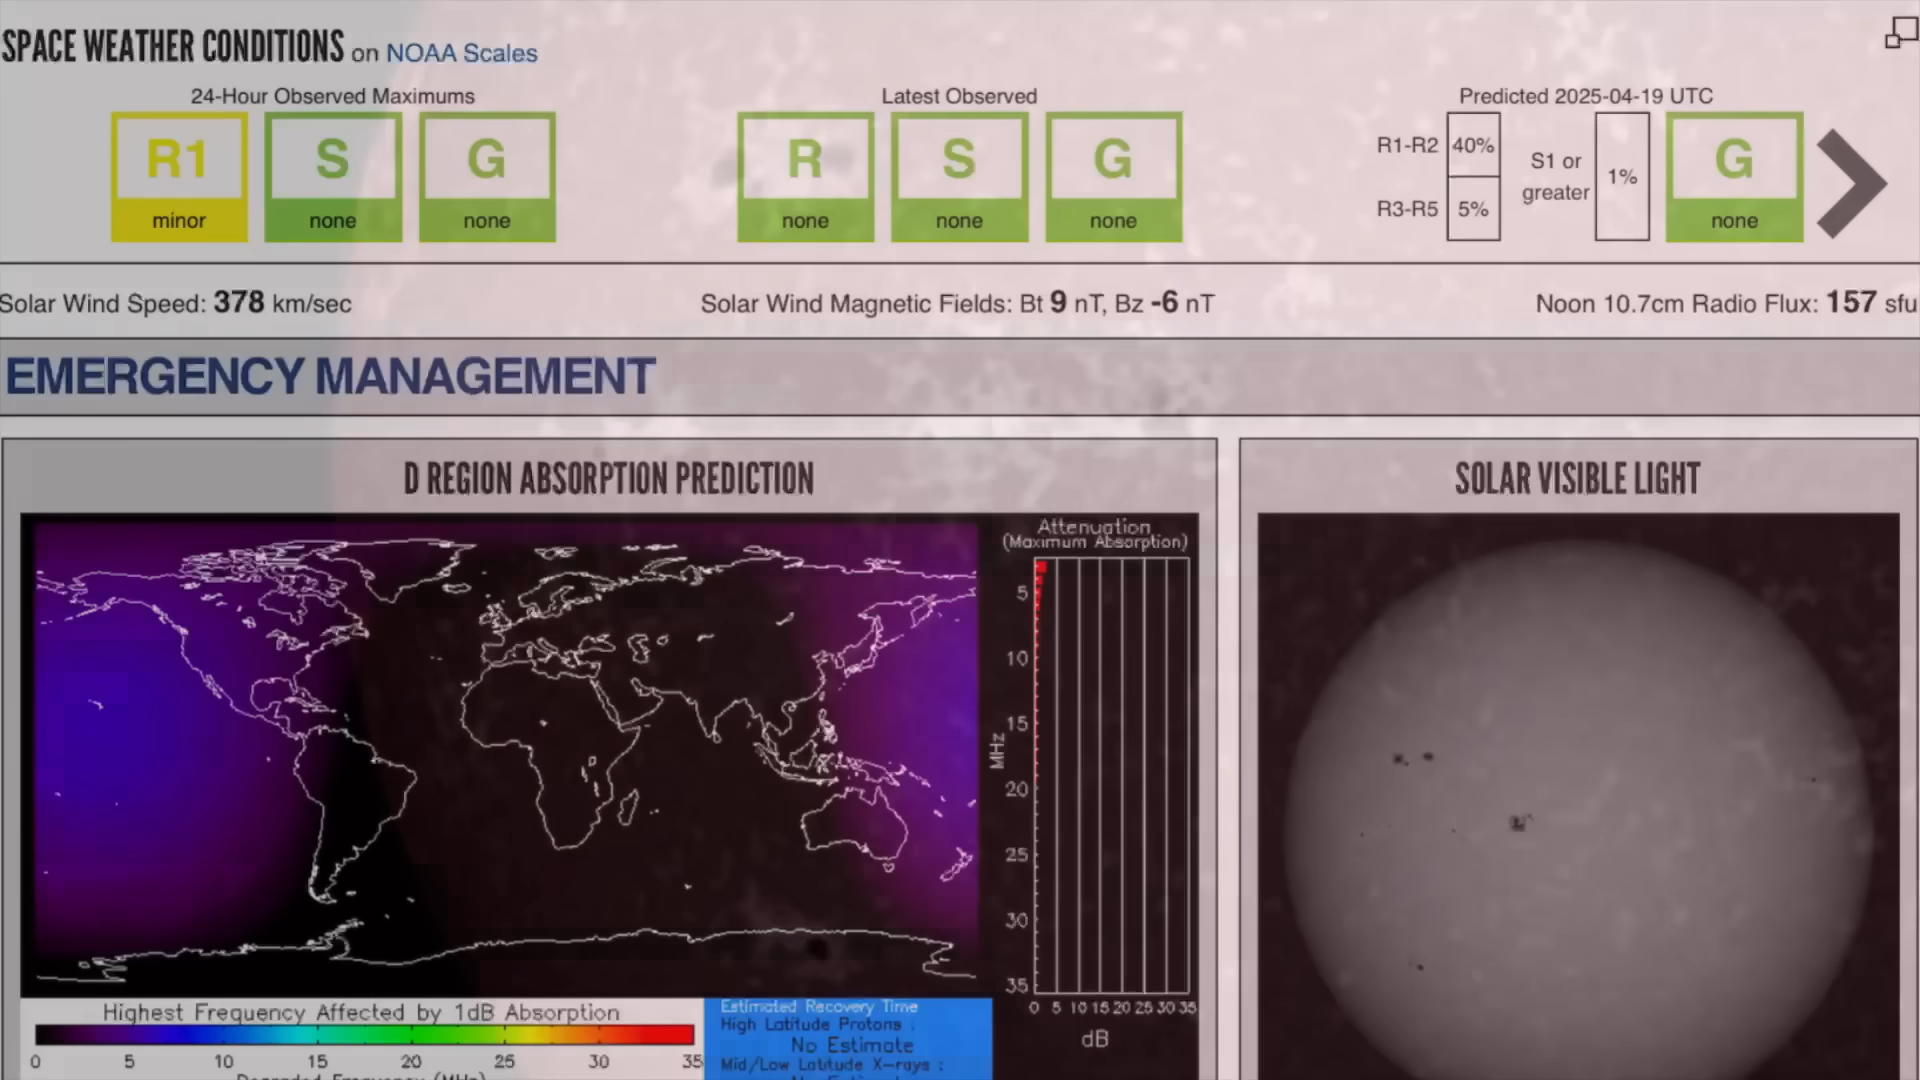 SPACE WEATHER CONDITIONS on NOAA Scales
24-Hour Observed Maximums
Latest Observed
Predicted 2025-04-19 UTC
R1
minor
S
none
G
none
R
none
S
none
G
none
R1-R2
40%
R3-R5
5%
S1 or
greater
1%
G
none
Solar Wind Speed: 378 km/sec
Solar Wind Magnetic Fields: Bt 9 nT, Bz -6 nT
Noon 10.7cm Radio Flux: 157 sfu
EMERGENCY MANAGEMENT
D REGION ABSORPTION PREDICTION
Attenuation
(Maximum Absorption)
5
10
15
20
25
30
35
MHz
0 5 10 15 20 25 30 35
dB
Highest Frequency Affected by 1dB Absorption
0 5 10 15 20 25 30 35
Degraded Frequency (MHz)
Estimated Recovery Time
High Latitude Protons :
No Estimate
Mid/Low Latitude X-rays :
SOLAR VISIBLE LIGHT